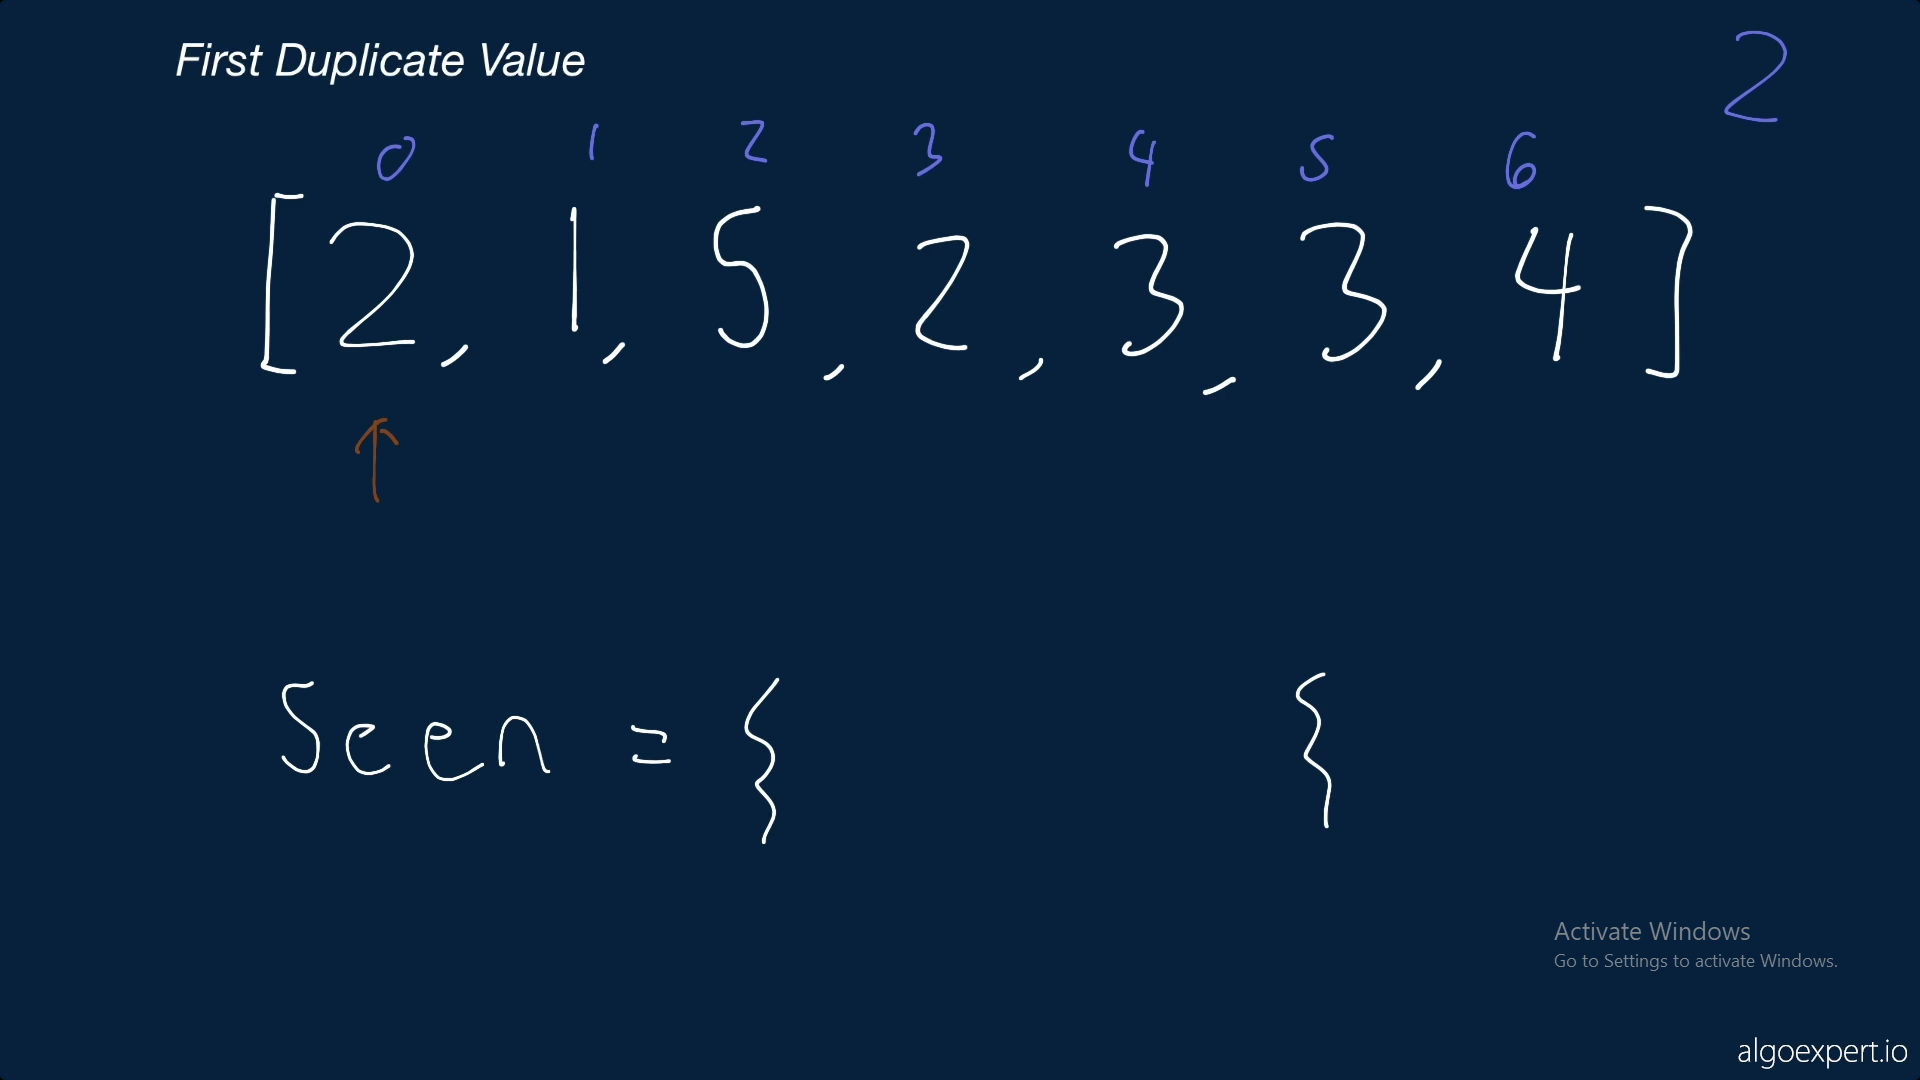 First Duplicate Value
2
0 1 2 3 4 5 6
[2, 1, 5, 2, 3, 3, 4]
Seen = { {
Activate Windows
Go to Settings to activate Windows.
algoexpert.io